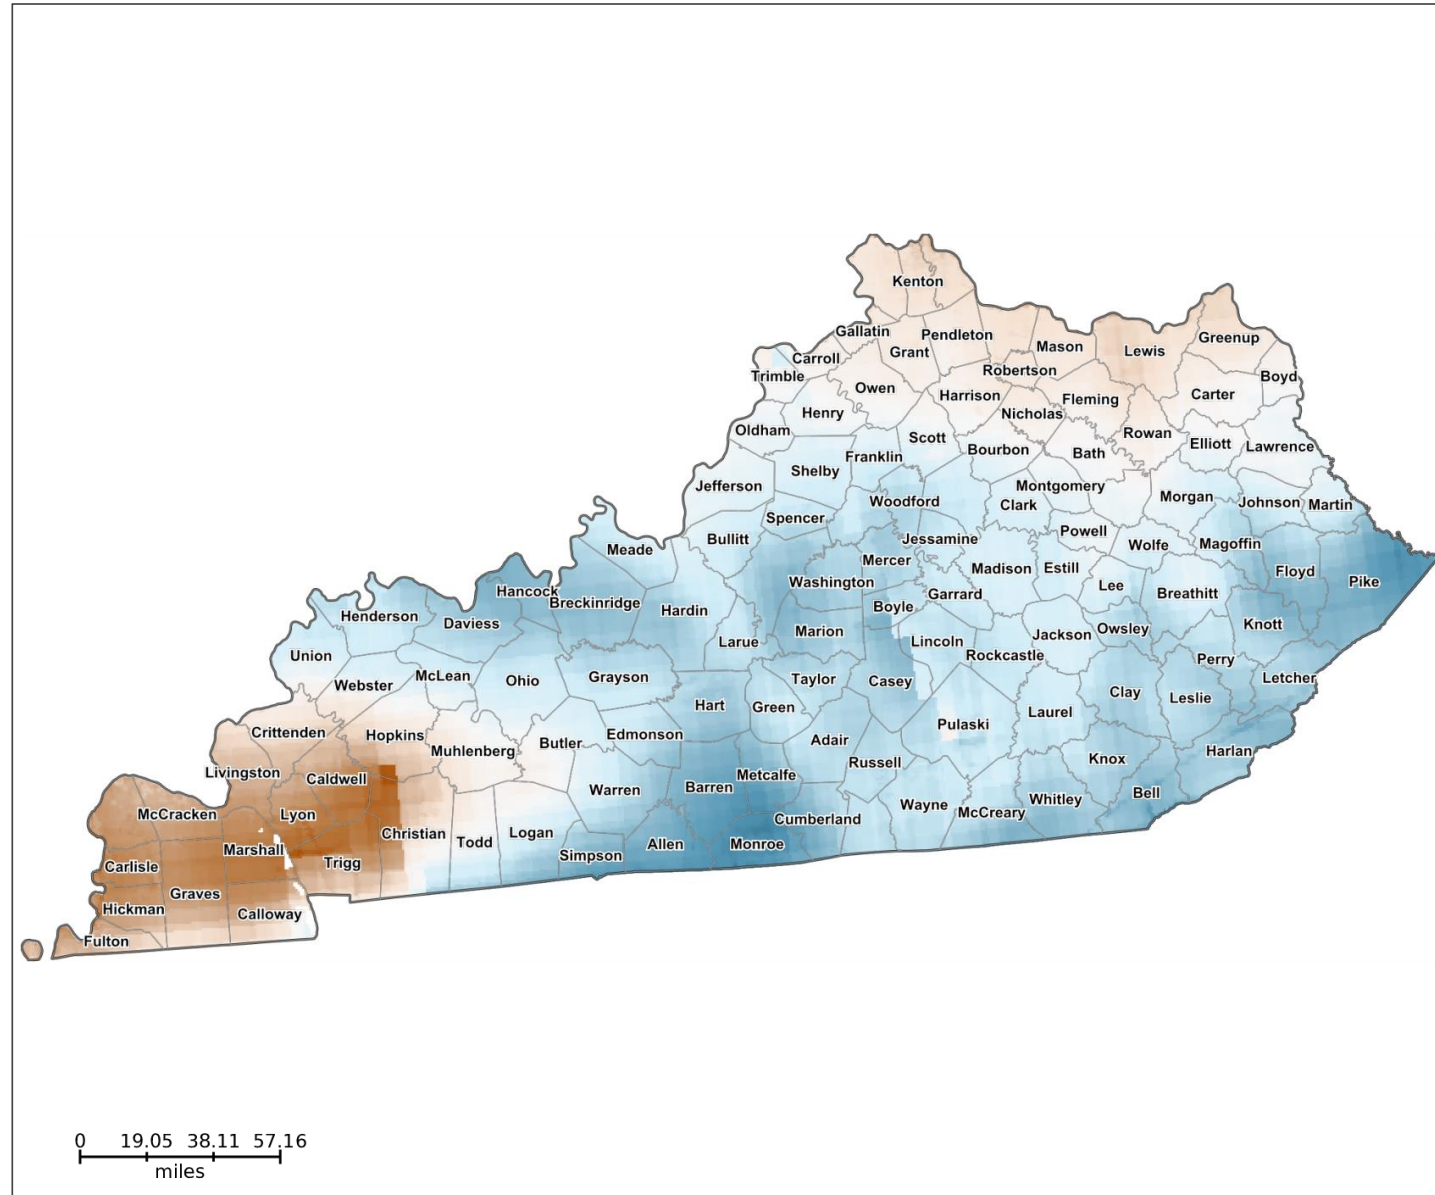 Kenton
Gallatin
Pendleton
Greenup
Mason
Lewis
Grant
Carroll
Robertson
Trimble
Boyd
Owen
Carter
Harrison
Fleming
Henry
Nicholas
Oldham
Rowan
Scott
Elliott
Lawrence
Bourbon
Bath
Franklin
Shelby
Jefferson
Montgomery
Morgan
Woodford
Clark
Johnson
Martin
Spencer
Powell
Bullitt
Jessamine
Wolfe
Magoffin
Meade
Mercer
Madison
Estill
Floyd
Washington
Pike
Lee
Hancock
Breckinridge
Garrard
Breathitt
Boyle
Hardin
Henderson
Daviess
Knott
Marion
Owsley
Jackson
Larue
Lincoln
Union
Rockcastle
Perry
McLean
Grayson
Letcher
Webster
Ohio
Taylor
Casey
Clay
Leslie
Hart
Green
Laurel
Pulaski
Crittenden
Hopkins
Edmonson
Adair
Butler
Muhlenberg
Harlan
Knox
Russell
Livingston
Caldwell
Metcalfe
Barren
Warren
Bell
Whitley
Wayne
McCreary
McCracken
Lyon
Cumberland
Christian
Logan
Todd
Allen
Monroe
Marshall
Simpson
Trigg
Carlisle
Graves
Hickman
Calloway
Fulton
0 19.05 38.11 57.16
miles